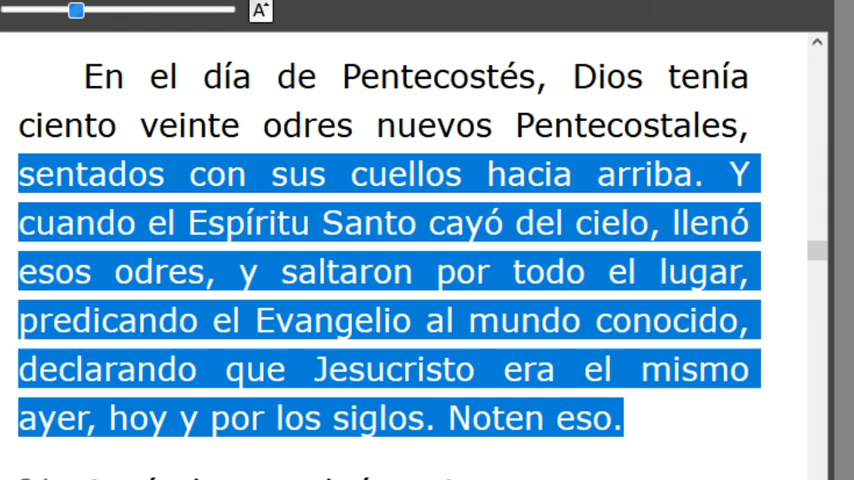 A
En el día de Pentecostés, Dios tenía
ciento veinte odres nuevos Pentecostales,
sentados con sus cuellos hacia arriba. Y
cuando el Espíritu Santo cayó del cielo, llenó
esos odres, y saltaron por todo el lugar,
predicando el Evangelio al mundo conocido,
declarando que Jesucristo era el mismo
ayer, hoy y por los siglos. Noten eso.